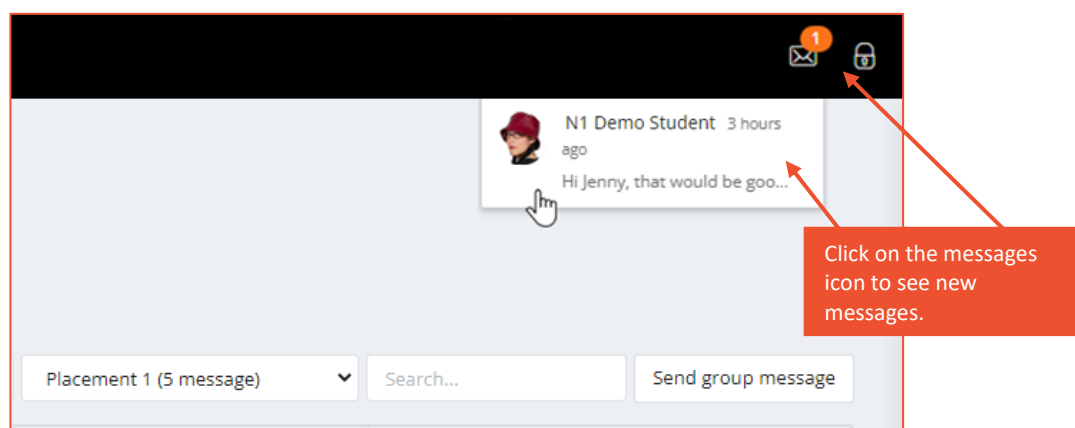 1
N1 Demo Student 3 hours
ago
Hi Jenny, that would be goo...
Click on the messages
icon to see new
messages.
Placement 1 (5 message)
Search...
Send group message